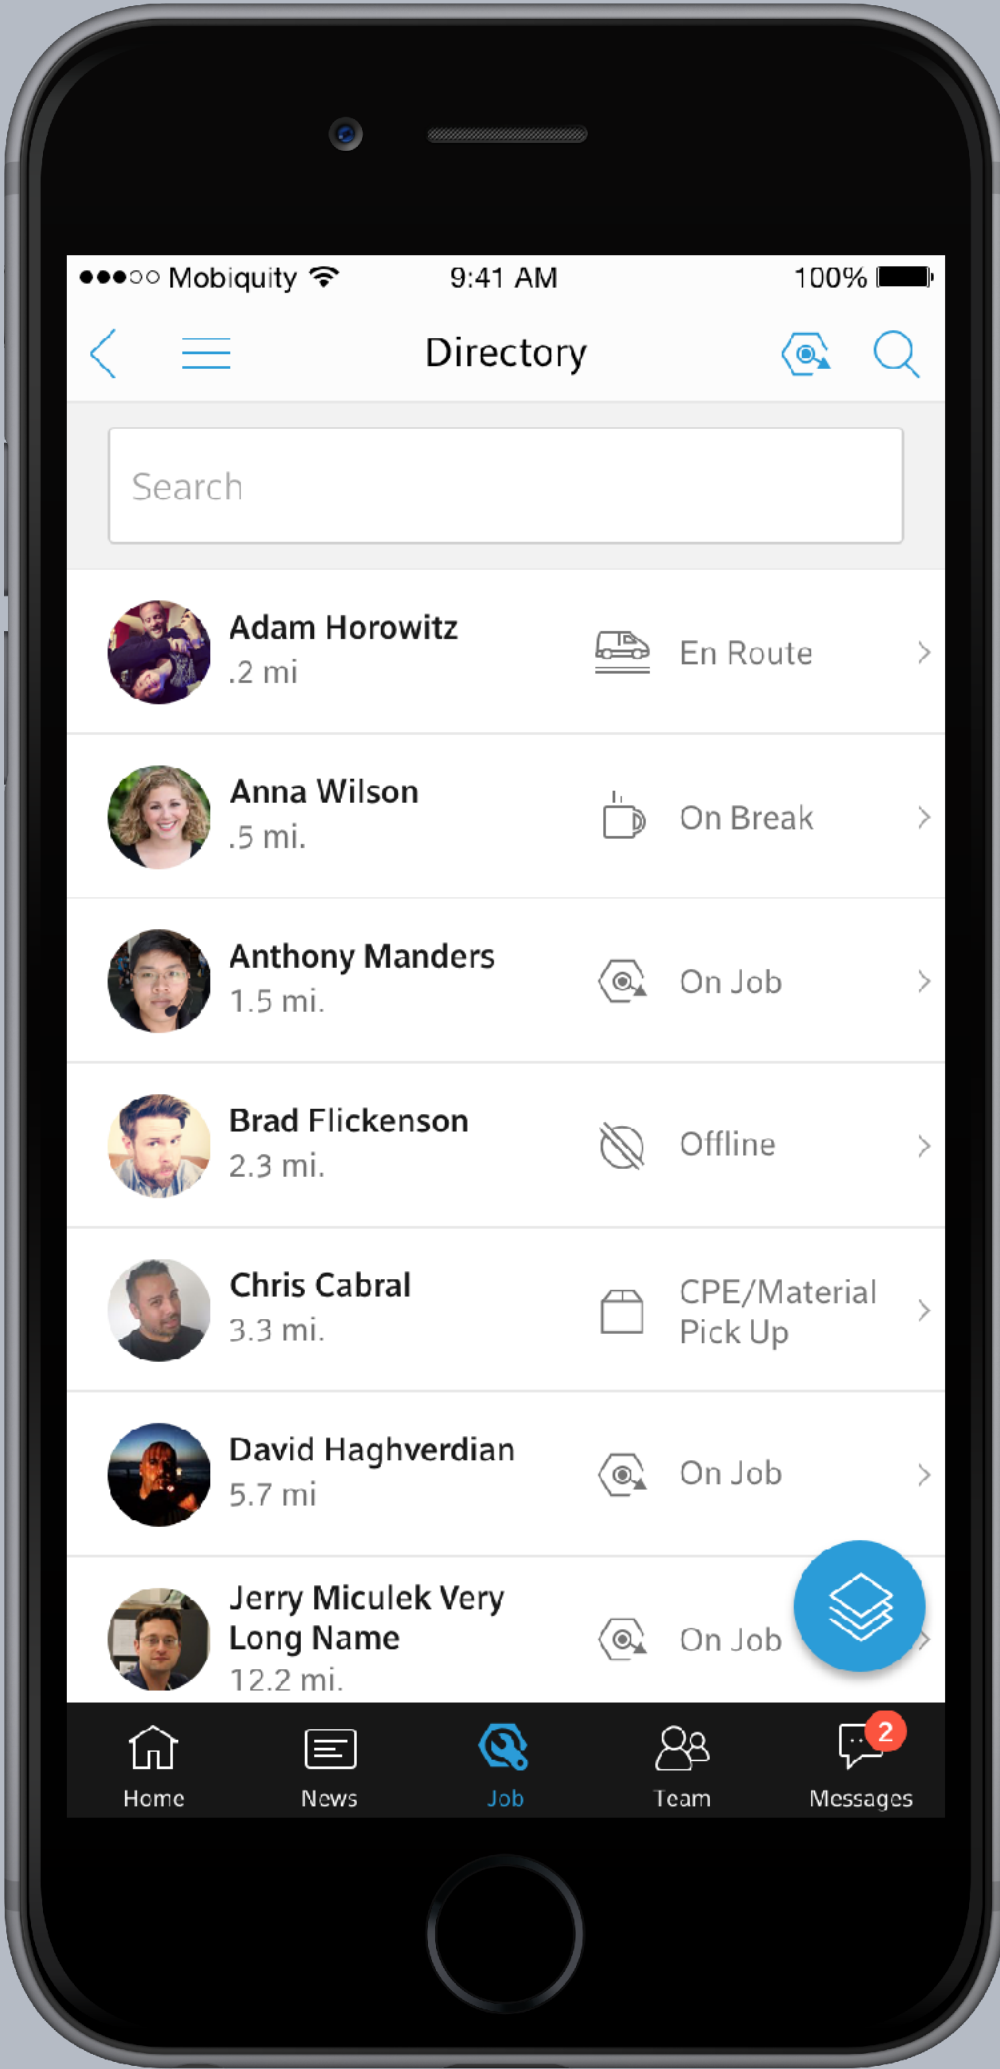 Mobiquity 9:41 AM 100%
Directory
Search
Adam Horowitz
.2 mi
En Route
Anna Wilson
.5 mi.
On Break
Anthony Manders
1.5 mi.
On Job
Brad Flickenson
2.3 mi.
Offline
Chris Cabral
3.3 mi.
CPE/Material
Pick Up
David Haghverdian
5.7 mi
On Job
Jerry Miculek Very
Long Name
12.2 mi.
On Job
2
Home News Job Team Messages